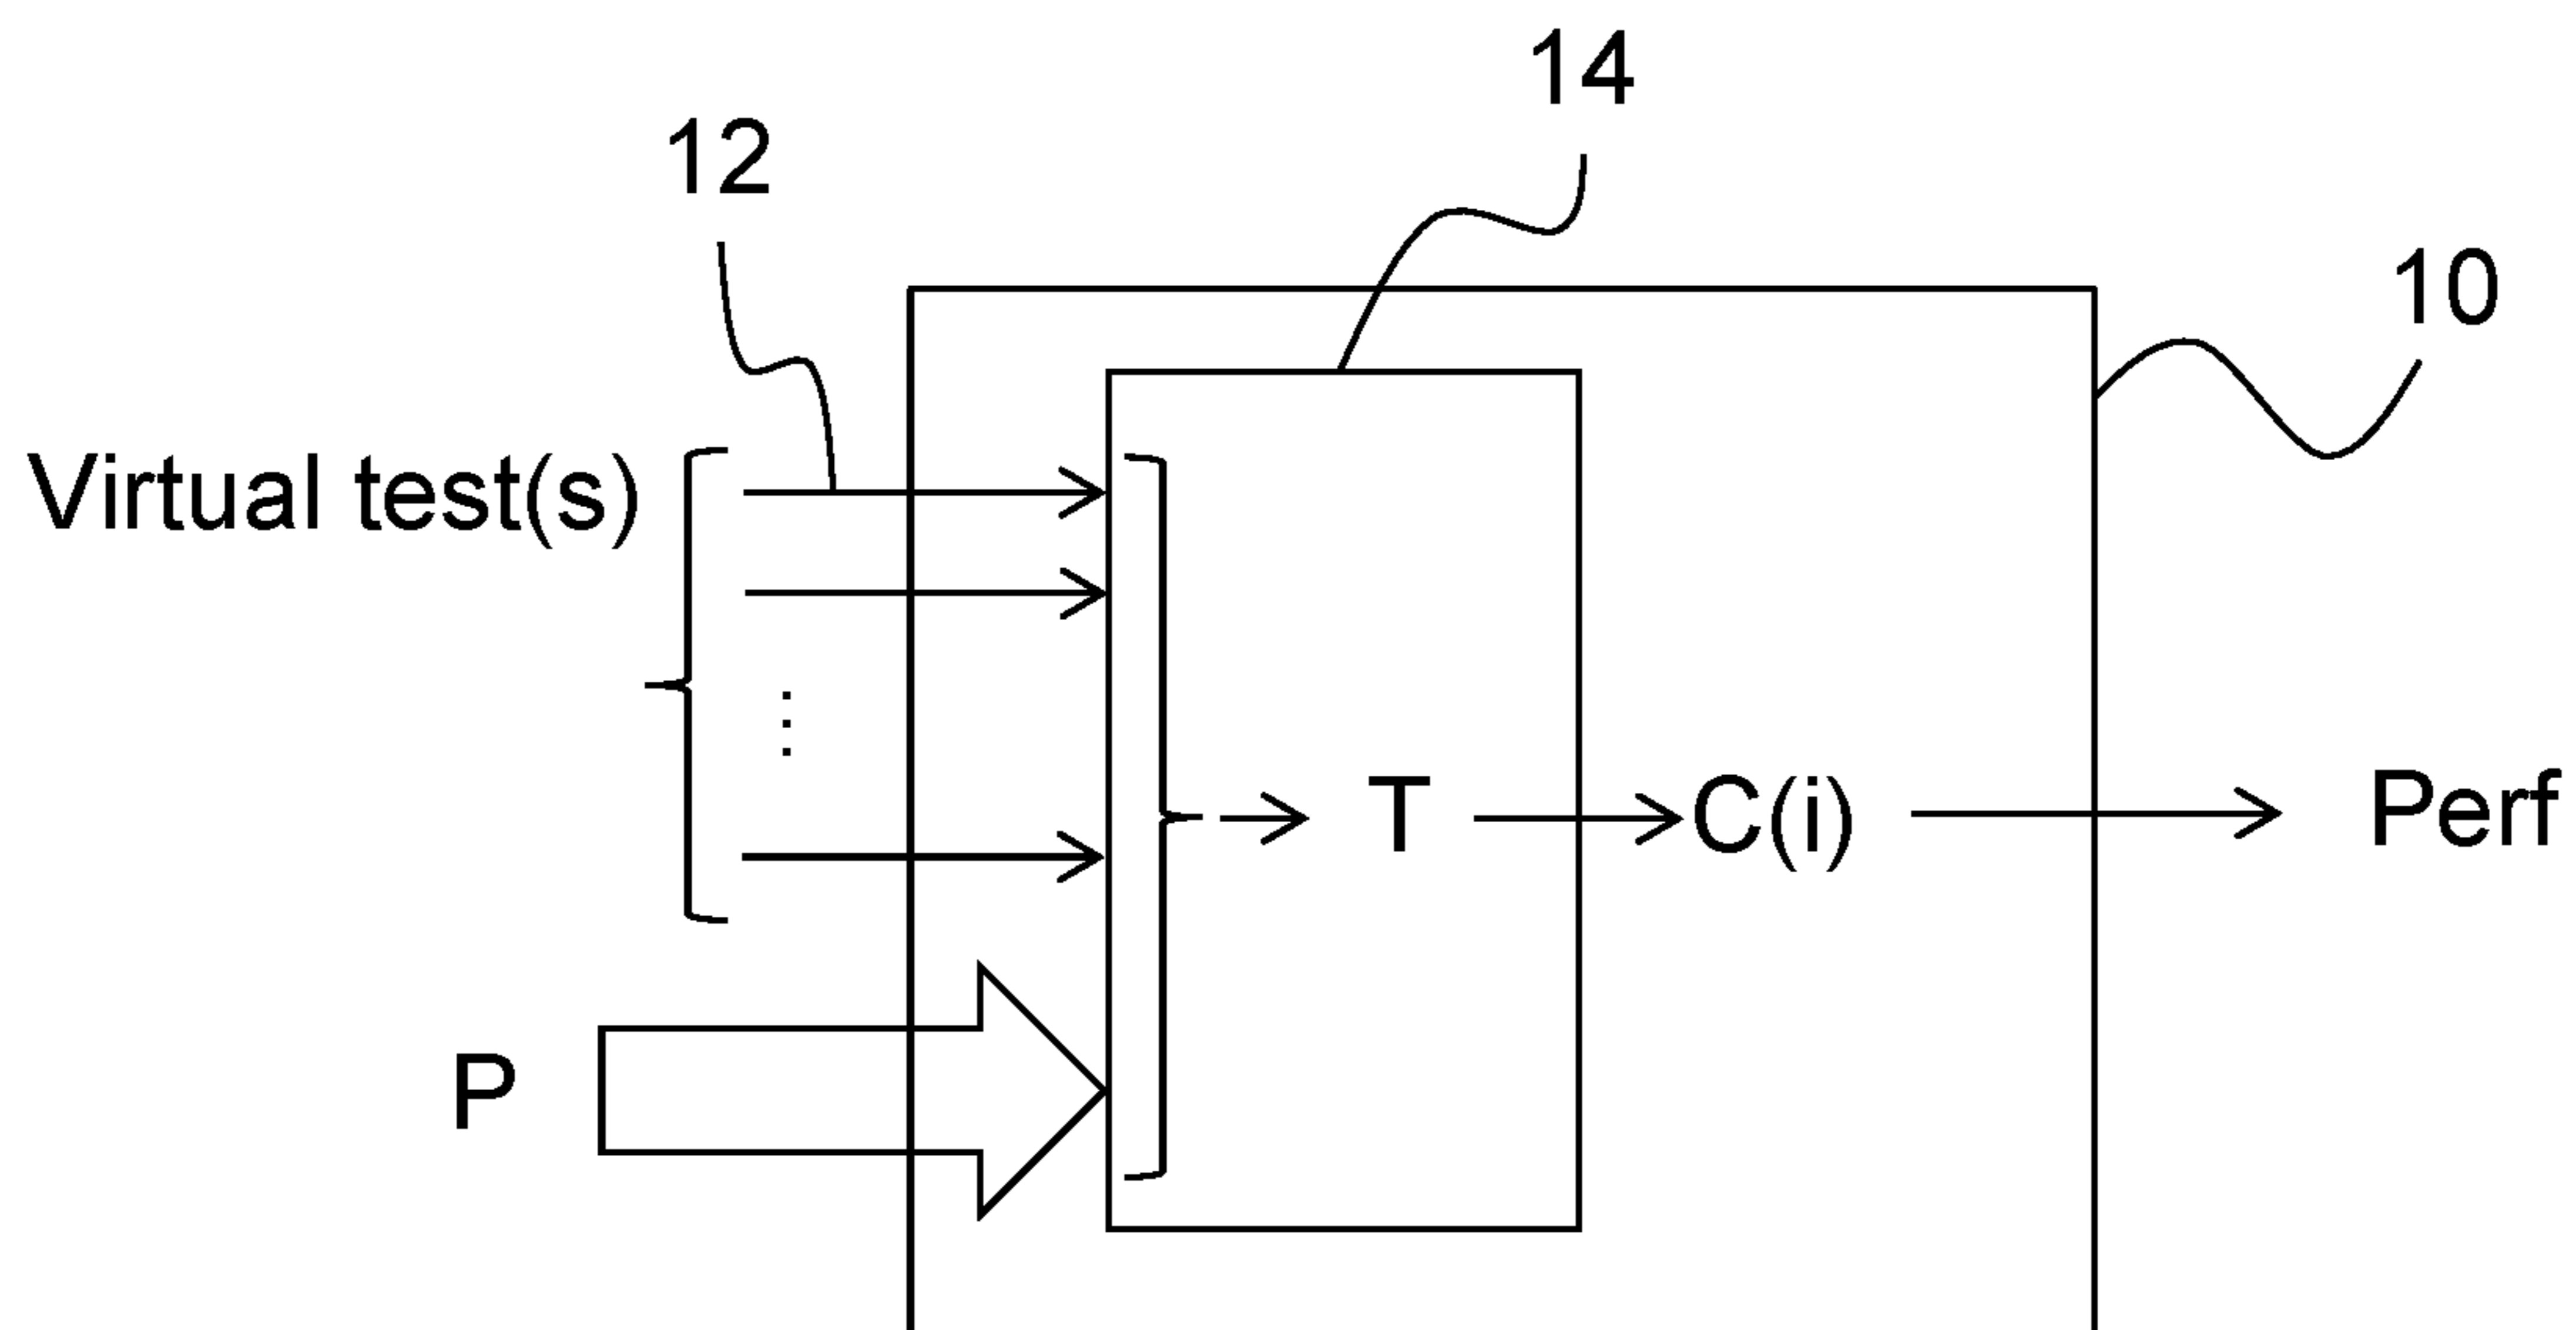 14
12
10
Virtual test(s)
⋮
T
C(i)
Perf
P